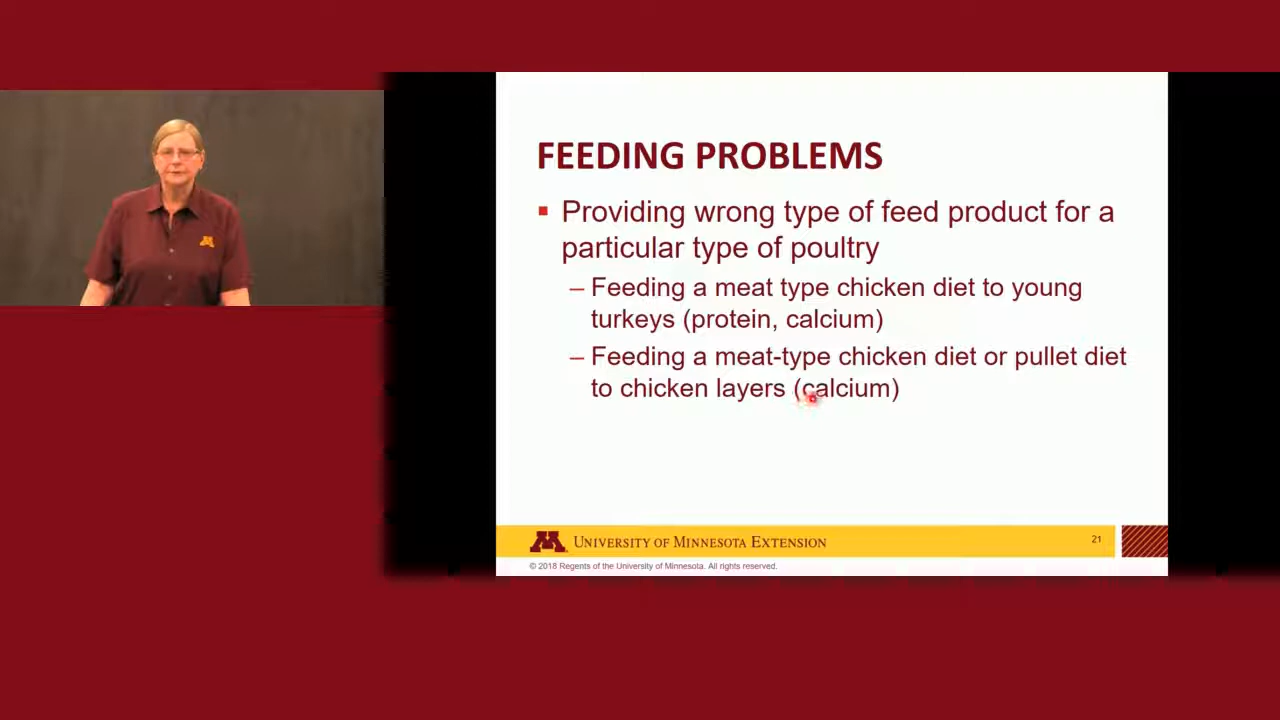 FEEDING PROBLEMS
Providing wrong type of feed product for a
particular type of poultry
– Feeding a meat type chicken diet to young
turkeys (protein, calcium)
– Feeding a meat-type chicken diet or pullet diet
to chicken layers (calcium)
M UNIVERSITY OF MINNESOTA EXTENSION
21
© 2018 Regents of the University of Minnesota. All rights reserved.